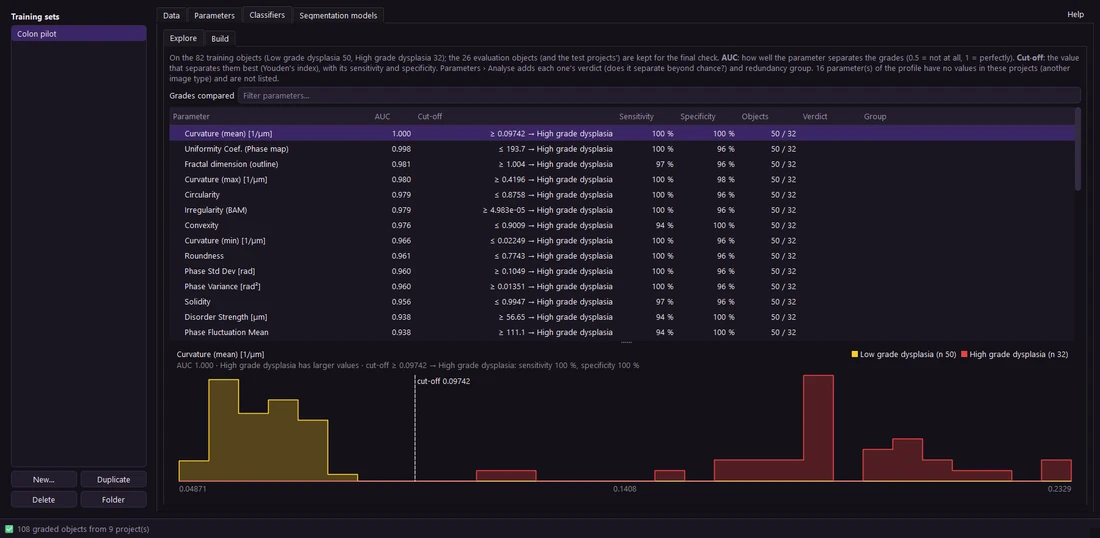 Training sets
Data Parameters Classifiers Segmentation models Help
Colon pilot
Explore Build
On the 82 training objects (Low grade dysplasia 50, High grade dysplasia 32); the 26 evaluation objects (and the test projects') are kept for the final check. AUC: how well the parameter separates the grades (0.5 = not at all, 1 = perfectly). Cut-off: the value
that separates them best (Youden's index), with its sensitivity and specificity. Parameters › Analyse adds each one's verdict (does it separate beyond chance?) and redundancy group. 16 parameter(s) of the profile have no values in these projects (another
image type) and are not listed.
Grades compared Filter parameters...
Parameter AUC Cut-off Sensitivity Specificity Objects Verdict Group
Curvature (mean) [1/µm] 1.000 ≥ 0.09742 → High grade dysplasia 100 % 100 % 50 / 32
Uniformity Coef. (Phase map) 0.998 ≤ 193.7 → High grade dysplasia 100 % 96 % 50 / 32
Fractal dimension (outline) 0.981 ≥ 1.004 → High grade dysplasia 97 % 96 % 50 / 32
Curvature (max) [1/µm] 0.980 ≥ 0.4196 → High grade dysplasia 100 % 98 % 50 / 32
Circularity 0.979 ≤ 0.8758 → High grade dysplasia 100 % 96 % 50 / 32
Irregularity (BAM) 0.979 ≥ 4.983e-05 → High grade dysplasia 100 % 96 % 50 / 32
Convexity 0.976 ≤ 0.9009 → High grade dysplasia 94 % 100 % 50 / 32
Curvature (min) [1/µm] 0.966 ≤ 0.02249 → High grade dysplasia 100 % 96 % 50 / 32
Roundness 0.961 ≤ 0.7743 → High grade dysplasia 100 % 96 % 50 / 32
Phase Std Dev [rad] 0.960 ≥ 0.1049 → High grade dysplasia 100 % 96 % 50 / 32
Phase Variance [rad²] 0.960 ≥ 0.01351 → High grade dysplasia 100 % 96 % 50 / 32
Solidity 0.956 ≤ 0.9947 → High grade dysplasia 97 % 96 % 50 / 32
Disorder Strength [µm] 0.938 ≥ 56.65 → High grade dysplasia 94 % 100 % 50 / 32
Phase Fluctuation Mean 0.938 ≥ 111.1 → High grade dysplasia 94 % 100 % 50 / 32
Curvature (mean) [1/µm] Low grade dysplasia (n 50) High grade dysplasia (n 32)
AUC 1.000 · High grade dysplasia has larger values · cut-off ≥ 0.09742 → High grade dysplasia: sensitivity 100 %, specificity 100 %
cut-off 0.09742
0.04871 0.1408 0.2329
New... Duplicate
Delete Folder
108 graded objects from 9 project(s)